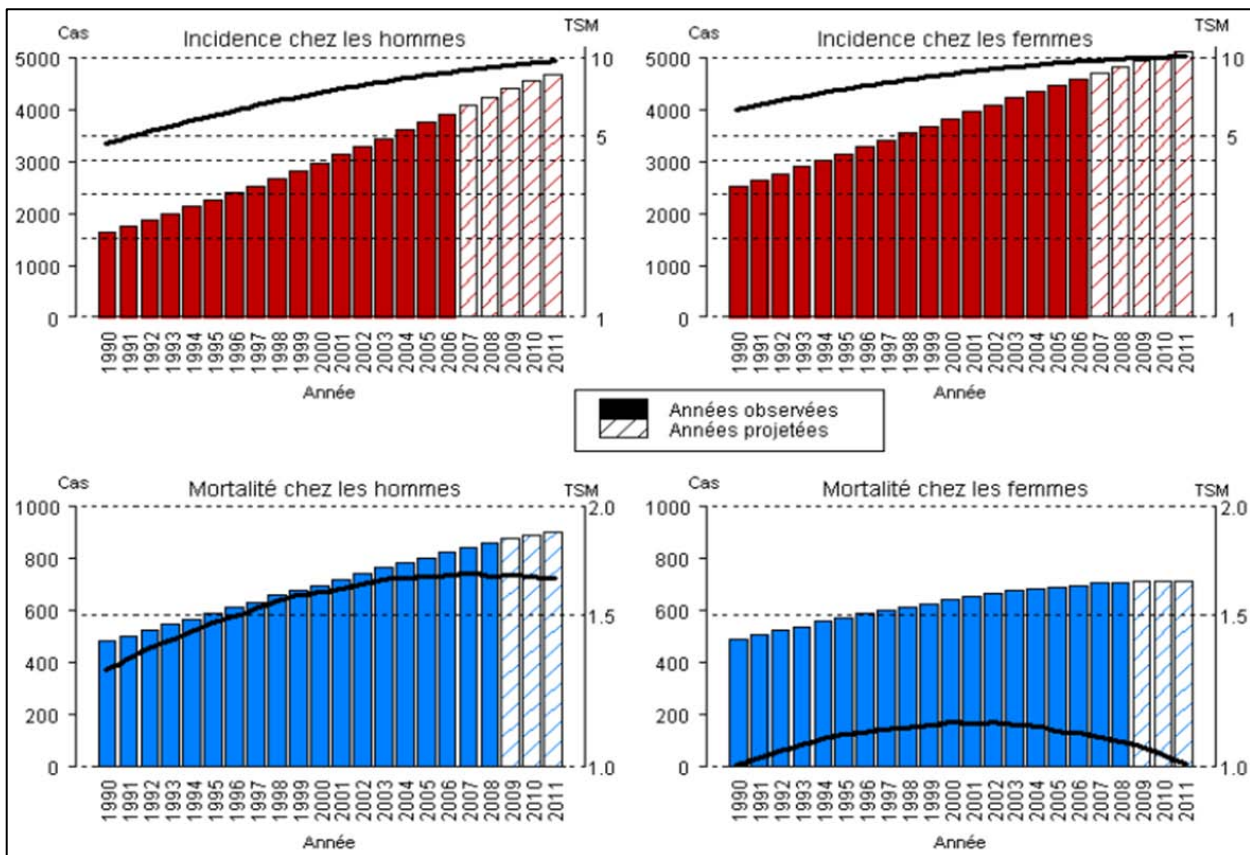 Cas Incidence chez les hommes TSM
5000 10
4000
5
3000
2000
1000
0 1
1990 1991 1992 1993 1994 1995 1996 1997 1998 1999 2000 2001 2002 2003 2004 2005 2006 2007 2008 2009 2010 2011
Année
Cas Incidence chez les femmes TSM
5000 10
4000
5
3000
2000
1000
0 1
1990 1991 1992 1993 1994 1995 1996 1997 1998 1999 2000 2001 2002 2003 2004 2005 2006 2007 2008 2009 2010 2011
Année
Années observées
Années projetées
Cas Mortalité chez les hommes TSM
1000 2.0
800
600 1.5
400
200
0 1.0
1990 1991 1992 1993 1994 1995 1996 1997 1998 1999 2000 2001 2002 2003 2004 2005 2006 2007 2008 2009 2010 2011
Année
Cas Mortalité chez les femmes TSM
1000 2.0
800
600 1.5
400
200
0 1.0
1990 1991 1992 1993 1994 1995 1996 1997 1998 1999 2000 2001 2002 2003 2004 2005 2006 2007 2008 2009 2010 2011
Année